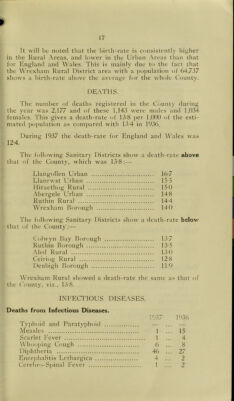 17
It will be noted that the birth-rate is consistently higher
in the Rural Areas, and lower in the Urban Areas than that
for England and Wales. This is mainly due to the fact that
the Wrexham Rural District area with a population of 64,737
shows a birth-rate above the average for the whole County.
DEATHS.
The number of deaths registered in the County during
the year was 2,177 and of these 1,143 were males and 1,034
females. This gives a death-rate of 13·8 per 1,000 of the esti-
mated population as compared with 13·4 in 1936.
During 1937 the death-rate for England and Wales was
12·4.
The following Sanitary Districts show a death-rate above
that of the County, which was 13·8:—
Llangollen Urban ........................ 16·7
Llanrwst Urban ........................ 15·5
Hiraethog Rural ........................ 15·0
Abergele Urban ........................ 14·8
Ruthin Rural ........................ 14·4
Wrexham Borough ........................ 14·0
The following Sanitary Districts show a death-rate below
that of the County:—
Colwyn Bay Borough .................. 13·7
Ruthin Borough ........................ 13·5
Aled Rural ........................ 13·0
Ceiriog Rural ........................ 12·8
Denbigh Borough ........................ 11·9
Wrexham Rural showed a death-rate the same as that of
the County, viz., 13·8.
INFECTIOUS DISEASES.
Deaths from Infectious Diseases.
1937 1936
Typhoid and Paratyphoid .................. — ... —
Measles .................. 1 ... 15
Scarlet Fever .................. 1 ... 4
Whooping Cough .................. 6 ... 8
Diphtheria .................. 46 ... 27
Encephalitis Lethargica .................. 4 ... 2
Cerebro-Spinal Fever .................. 1 ... 2